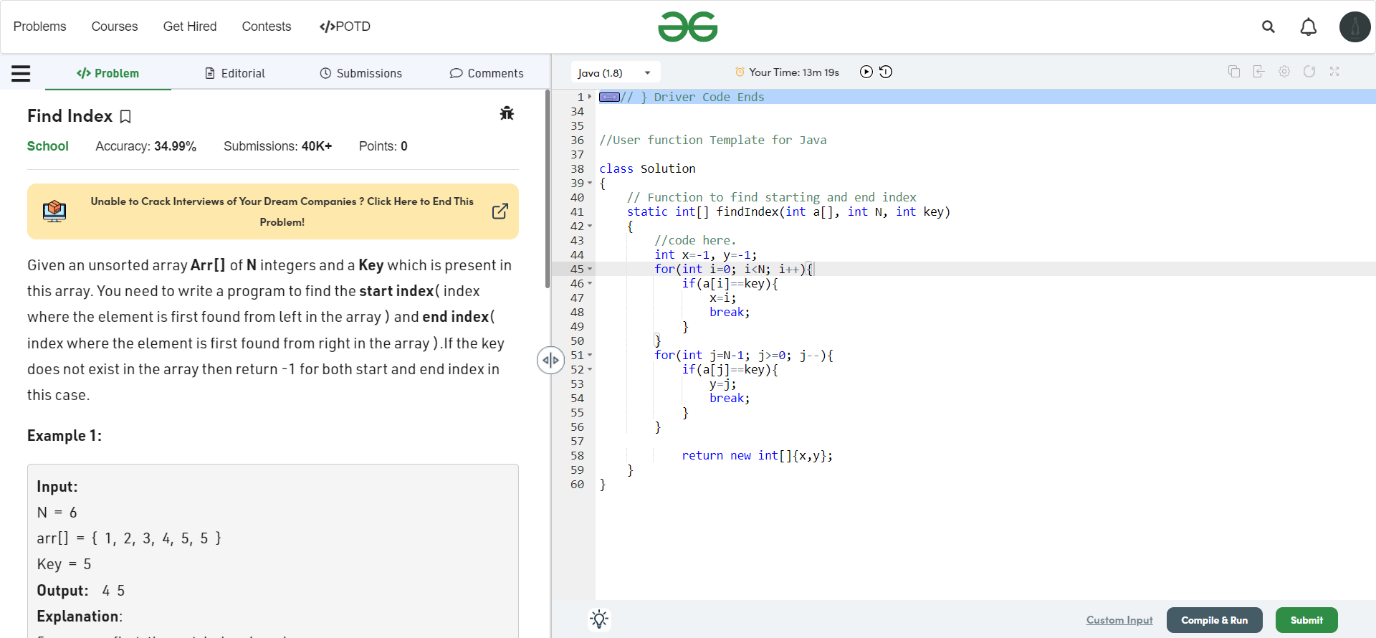 Problems Courses Get Hired Contests </>POTD
</> Problem Editorial Submissions Comments
Java (1.8) Your Time: 13m 19s
Find Index
School Accuracy: 34.99% Submissions: 40K+ Points: 0
Unable to Crack Interviews of Your Dream Companies ? Click Here to End This
Problem!
Given an unsorted array Arr[] of N integers and a Key which is present in
this array. You need to write a program to find the start index( index
where the element is first found from left in the array ) and end index(
index where the element is first found from right in the array ).If the key
does not exist in the array then return -1 for both start and end index in
this case.
Example 1:
Input:
N = 6
arr[] = { 1, 2, 3, 4, 5, 5 }
Key = 5
Output: 4 5
Explanation:
1 // } Driver Code Ends
34
35
36 //User function Template for Java
37
38 class Solution
39 {
40 // Function to find starting and end index
41 static int[] findIndex(int a[], int N, int key)
42 {
43 //code here.
44 int x=-1, y=-1;
45 for(int i=0; i<N; i++){
46 if(a[i]==key){
47 x=i;
48 break;
49 }
50 }
51 for(int j=N-1; j>=0; j--){
52 if(a[j]==key){
53 y=j;
54 break;
55 }
56 }
57
58 return new int[]{x,y};
59 }
60 }
Custom Input Compile & Run Submit